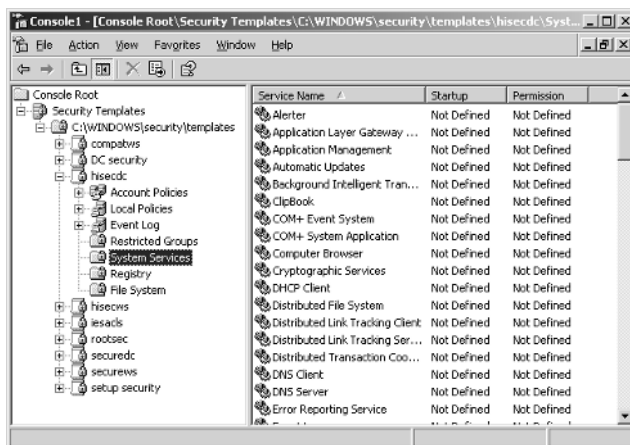 Console1 - [Console Root\Security Templates\C:\WINDOWS\security\templates\hisecdc\Syst...
File Action View Favorites Window Help
Console Root
Security Templates
C:\WINDOWS\security\templates
compatws
DC security
hisecdc
Account Policies
Local Policies
Event Log
Restricted Groups
System Services
Registry
File System
hisecws
iesacls
rootsec
securedc
securews
setup security
Service Name Startup Permission
Alerter Not Defined Not Defined
Application Layer Gateway ... Not Defined Not Defined
Application Management Not Defined Not Defined
Automatic Updates Not Defined Not Defined
Background Intelligent Tran... Not Defined Not Defined
ClipBook Not Defined Not Defined
COM+ Event System Not Defined Not Defined
COM+ System Application Not Defined Not Defined
Computer Browser Not Defined Not Defined
Cryptographic Services Not Defined Not Defined
DHCP Client Not Defined Not Defined
Distributed File System Not Defined Not Defined
Distributed Link Tracking Client Not Defined Not Defined
Distributed Link Tracking Ser... Not Defined Not Defined
Distributed Transaction Coo... Not Defined Not Defined
DNS Client Not Defined Not Defined
DNS Server Not Defined Not Defined
Error Reporting Service Not Defined Not Defined